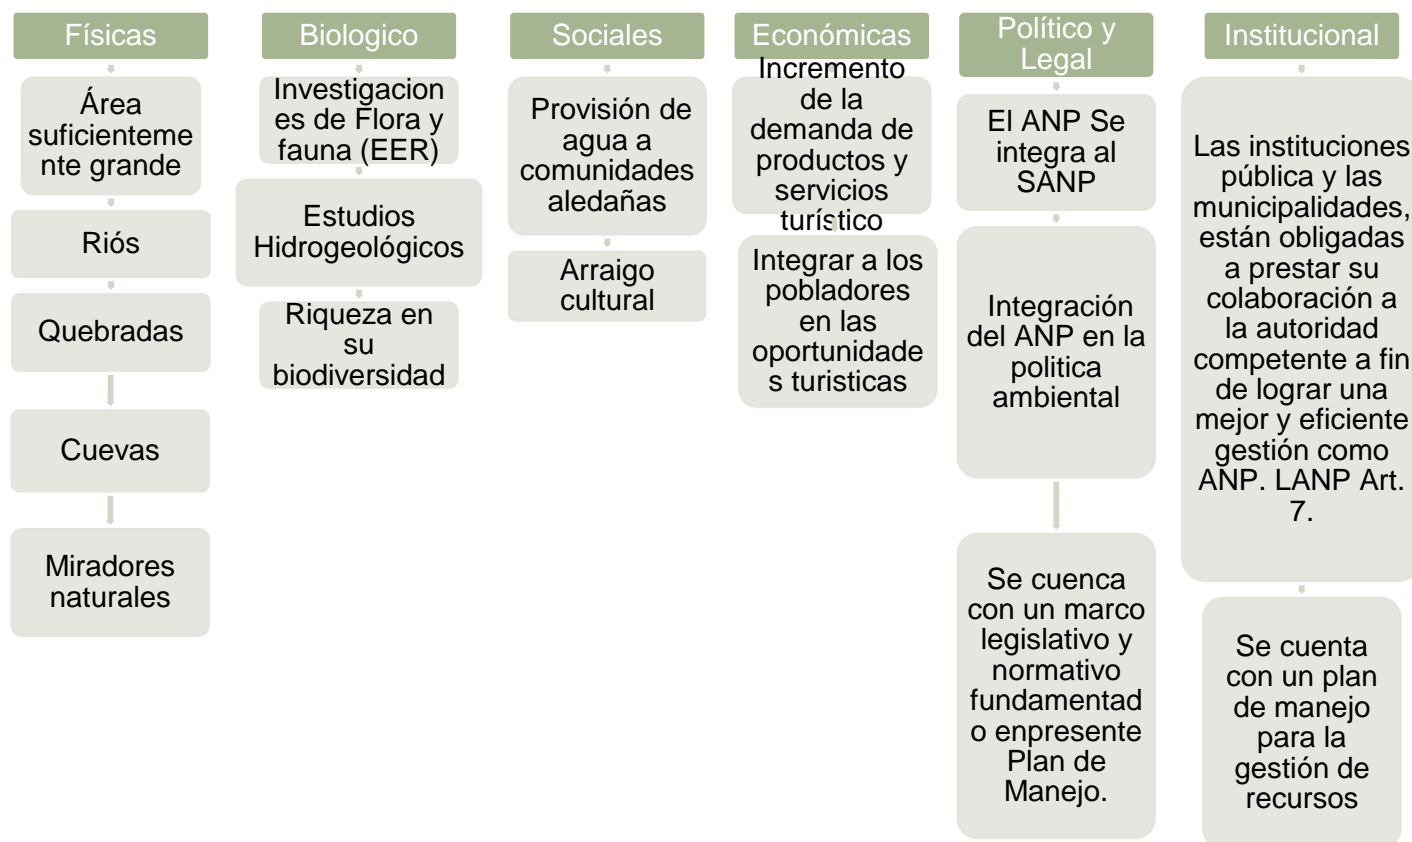 Físicas
Área
suficienteme
nte grande
Riós
Quebradas
Cuevas
Miradores
naturales
Biologico
Investigacion
es de Flora y
fauna (EER)
Estudios
Hidrogeológicos
Riqueza en
su
biodiversidad
Sociales
Provisión de
agua a
comunidades
aledañas
Arraigo
cultural
Económicas
Incremento
de la
demanda de
productos y
servicios
turístico
Integrar a los
pobladores
en las
oportunidade
s turisticas
Político y
Legal
El ANP Se
integra al
SANP
Integración
del ANP en la
politica
ambiental
Se cuenca
con un marco
legislativo y
normativo
fundamentad
o enpresente
Plan de
Manejo.
Institucional
Las instituciones
pública y las
municipalidades,
están obligadas
a prestar su
colaboración a
la autoridad
competente a fin
de lograr una
mejor y eficiente
gestión como
ANP. LANP Art.
7.
Se cuenta
con un plan
de manejo
para la
gestión de
recursos